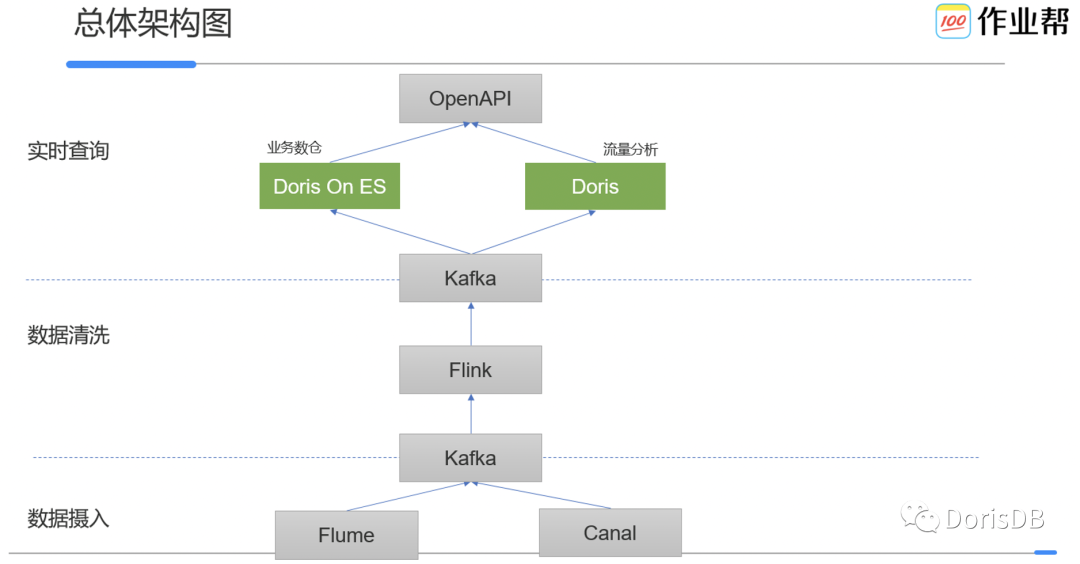 总体架构图
100 作业帮
OpenAPI
实时查询
业务数仓
流量分析
Doris On ES
Doris
Kafka
数据清洗
Flink
Kafka
数据摄入
Flume
Canal
DorisDB